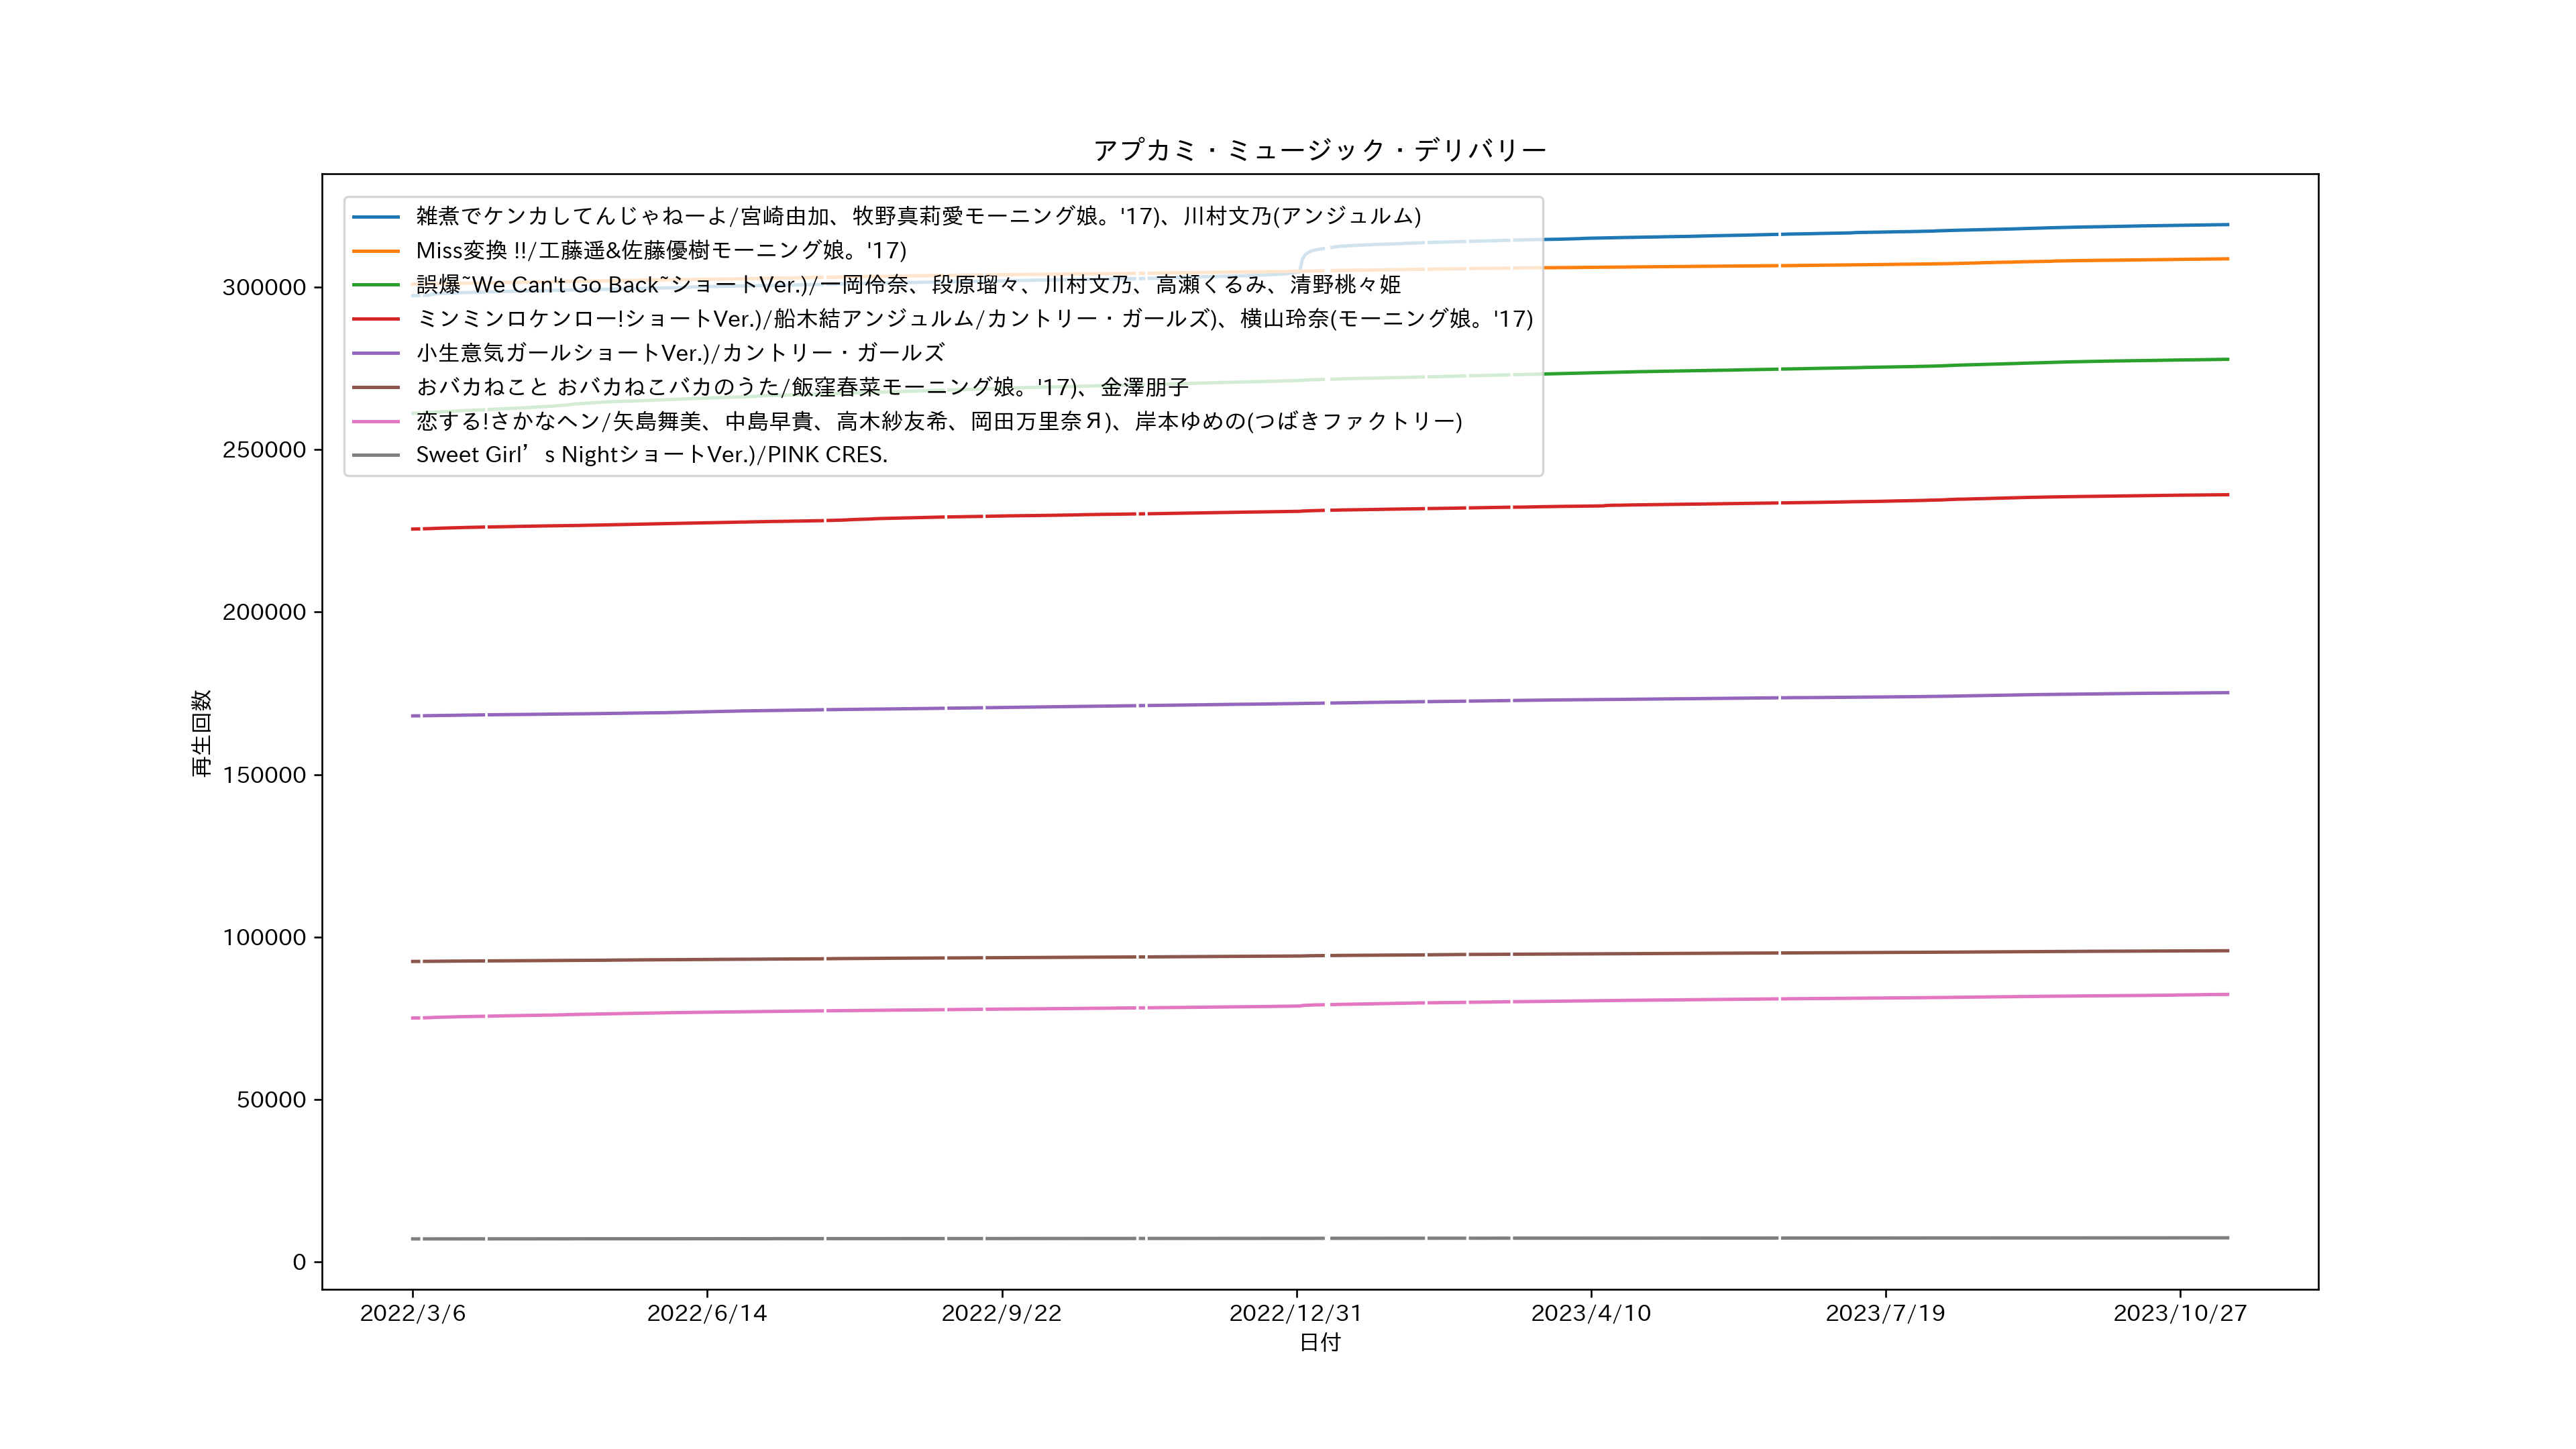 アプカミ・ミュージック・デリバリー
雑煮でケンカしてんじゃねーよ/宮崎由加、牧野真莉愛モーニング娘。'17)、川村文乃(アンジュルム)
Miss変換 !!/工藤遥&佐藤優樹モーニング娘。'17)
誤爆~We Can't Go Back~ショートVer.)/一岡伶奈、段原瑠々、川村文乃、高瀬くるみ、清野桃々姫
ミンミンロケンロー!ショートVer.)/船木結アンジュルム/カントリー・ガールズ)、横山玲奈(モーニング娘。'17)
小生意気ガールショートVer.)/カントリー・ガールズ
おバカねこと おバカねこバカのうた/飯窪春菜モーニング娘。'17)、金澤朋子
恋する!さかなヘン/矢島舞美、中島早貴、高木紗友希、岡田万里奈Я)、岸本ゆめの(つばきファクトリー)
Sweet Girl’s NightショートVer.)/PINK CRES.
300000
250000
200000
150000
100000
50000
0
再生回数
2022/3/6 2022/6/14 2022/9/22 2022/12/31 2023/4/10 2023/7/19 2023/10/27
日付